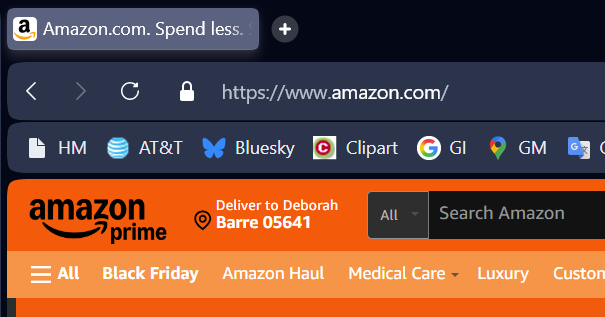 Amazon.com. Spend less.
https://www.amazon.com/
HM AT&T Bluesky Clipart GI GM
amazon prime
Deliver to Deborah
Barre 05641
All Search Amazon
All Black Friday Amazon Haul Medical Care Luxury Custom